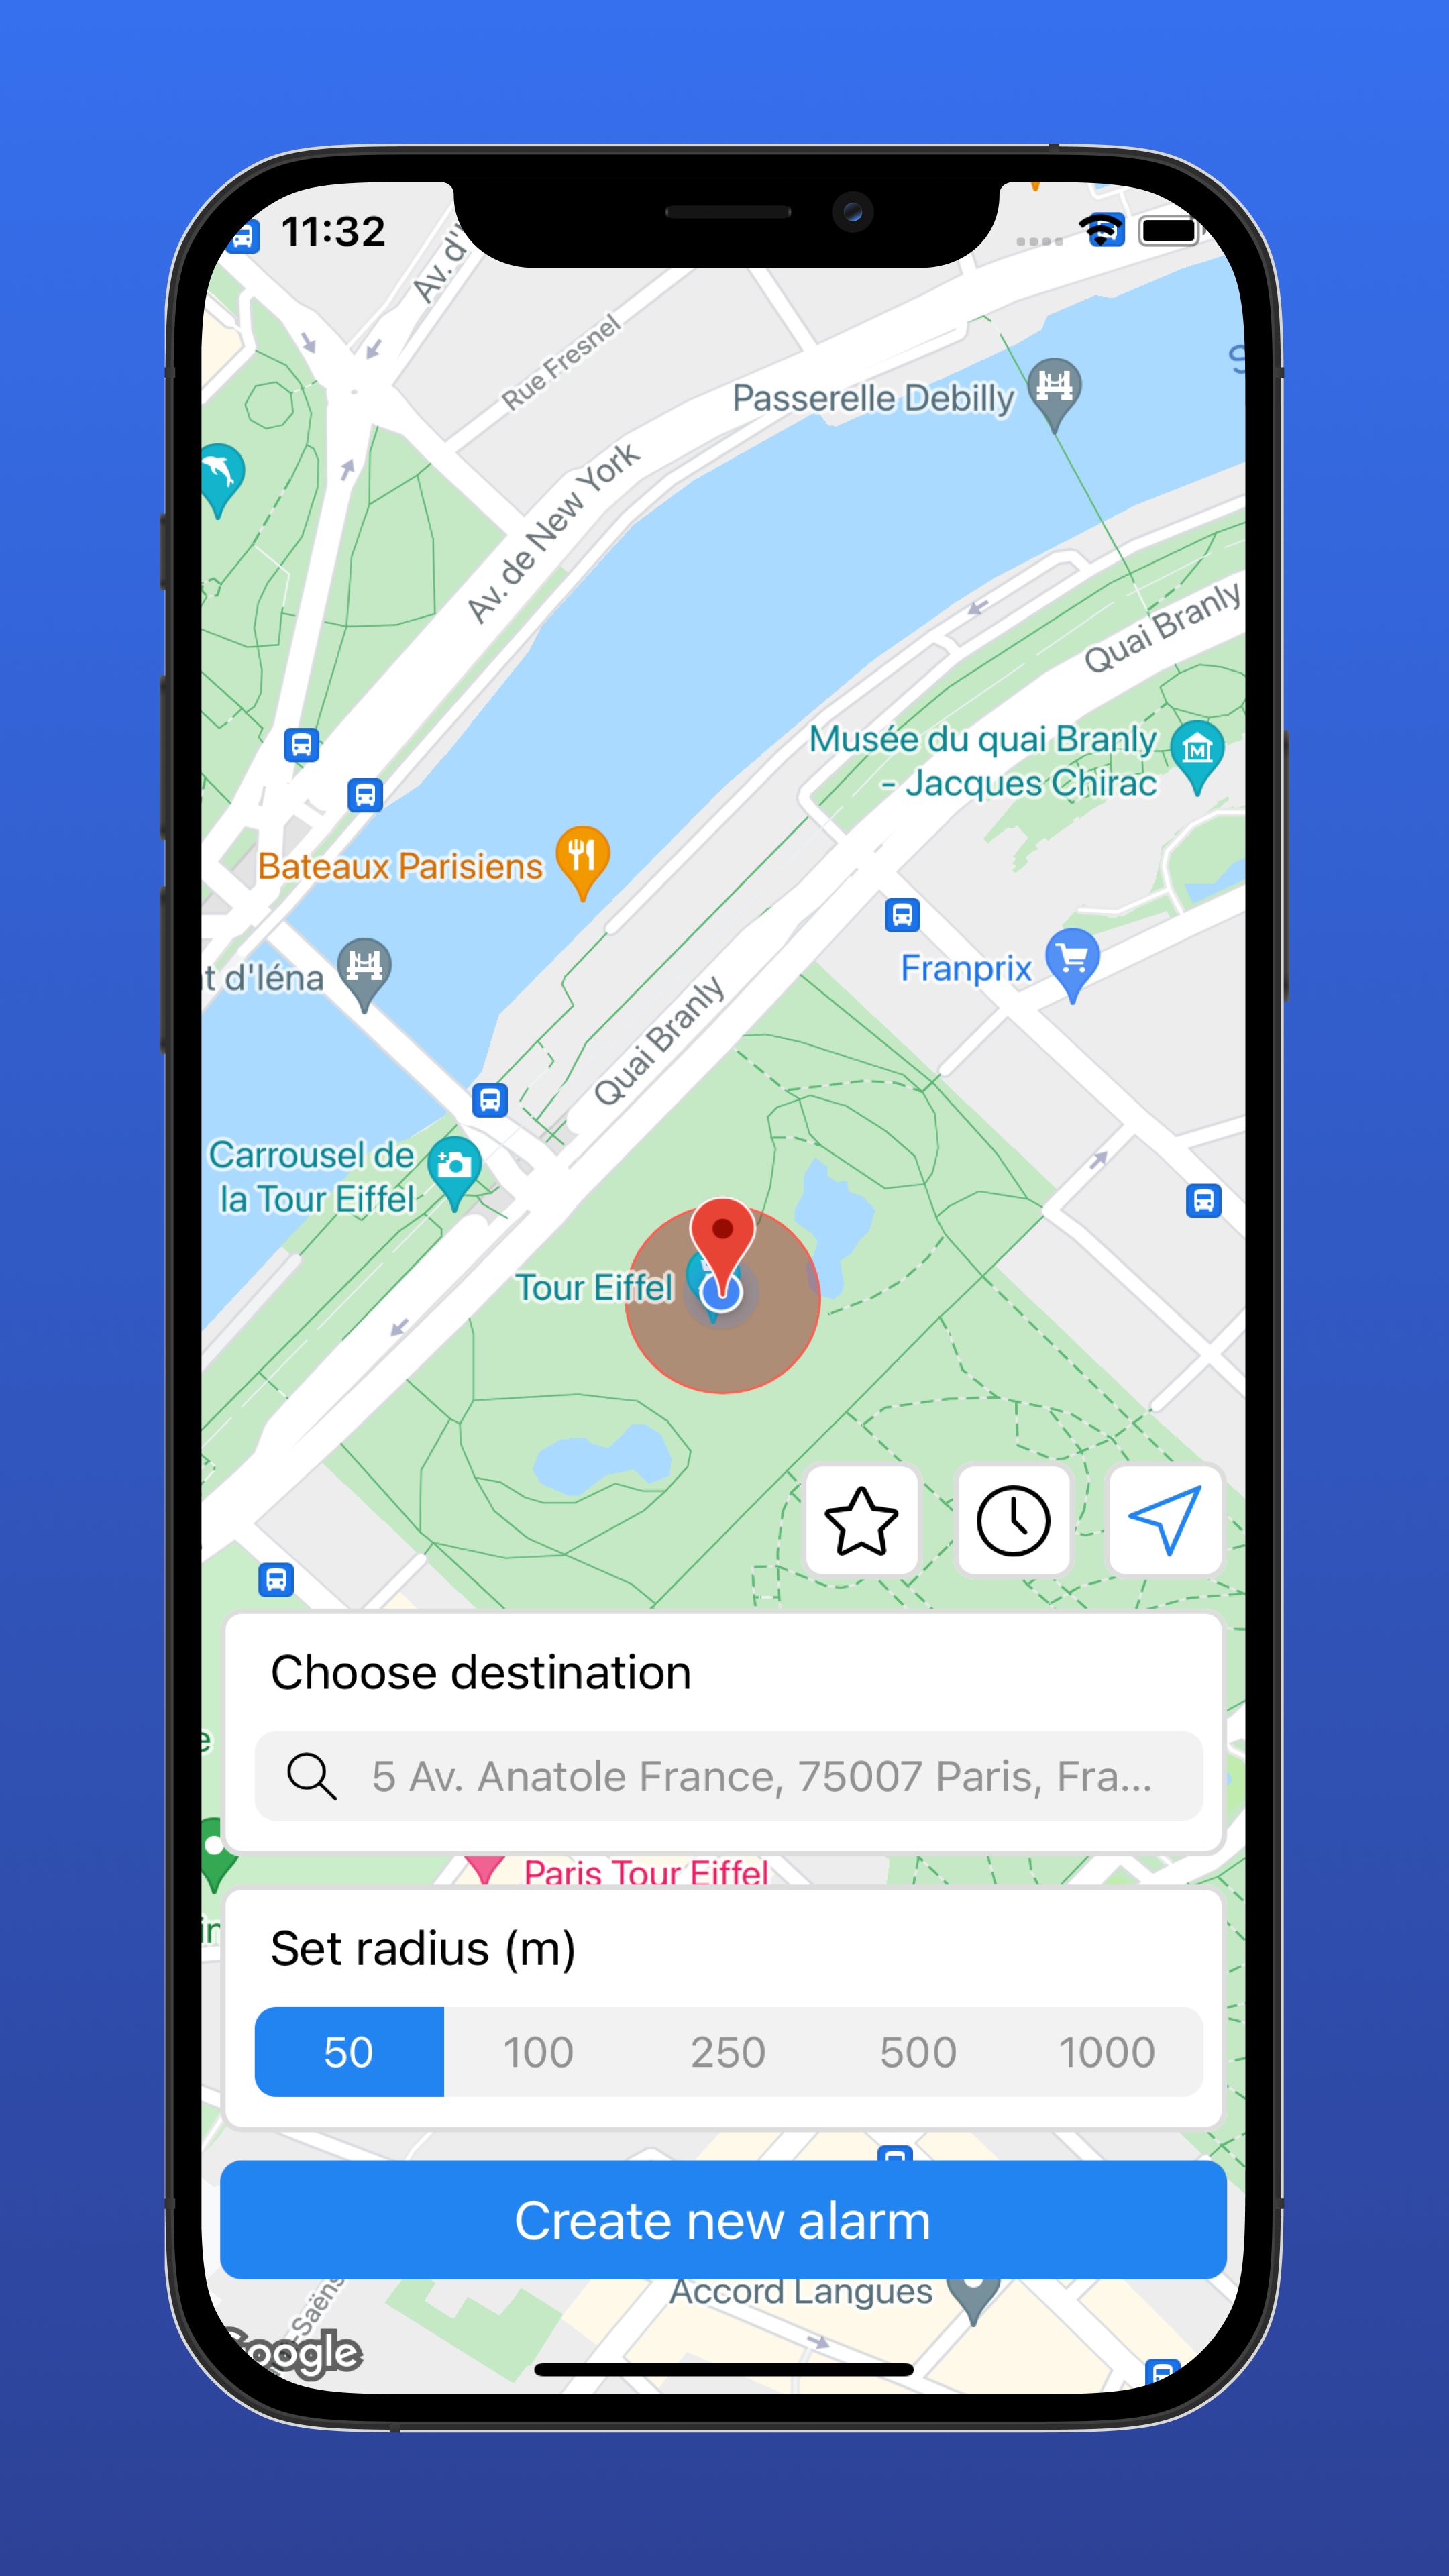 11:32
Av. d'
Rue Fresnel
Passerelle Debilly
S
Av. de New York
Quai Branly
Musée du quai Branly
- Jacques Chirac
Bateaux Parisiens
t d'Iéna
Franprix
Quai Branly
Carrousel de
la Tour Eiffel
Tour Eiffel
Choose destination
e
5 Av. Anatole France, 75007 Paris, Fra...
Paris Tour Eiffel
in
Set radius (m)
50 100 250 500 1000
Create new alarm
Accord Langues
-Saëns
Google